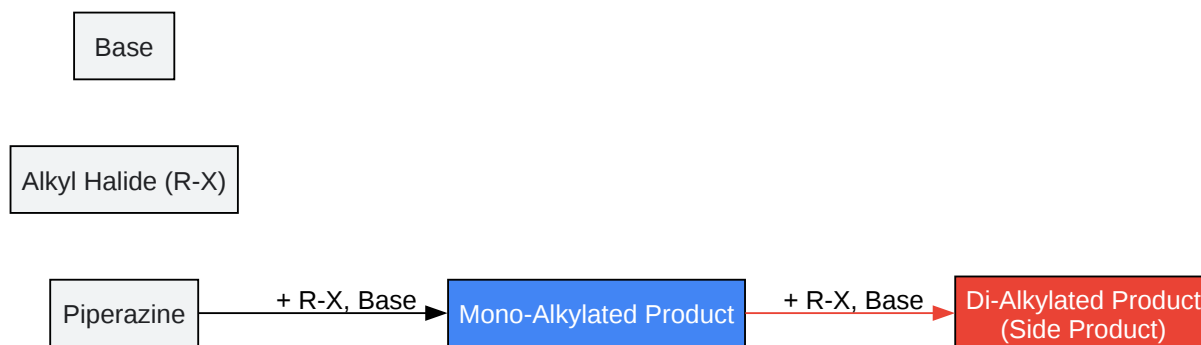 Base
Alkyl Halide (R-X)
Piperazine
+ R-X, Base
Mono-Alkylated Product
+ R-X, Base
Di-Alkylated Product
(Side Product)